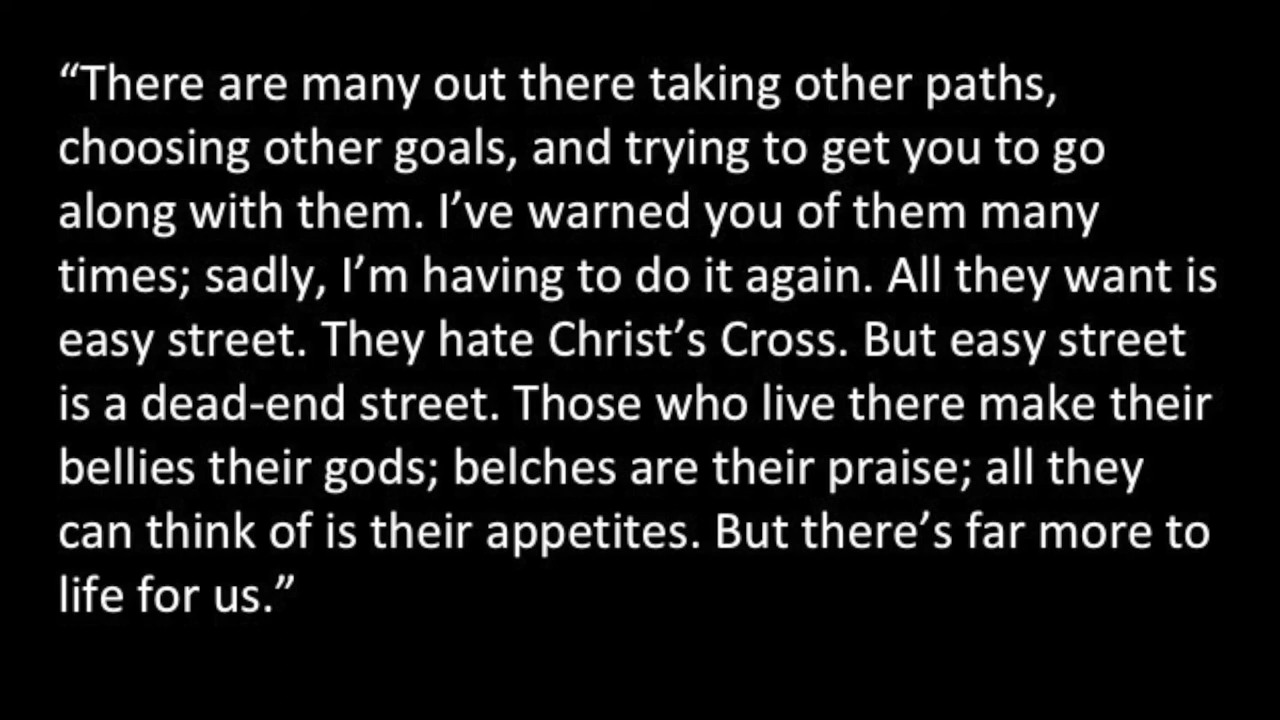 “There are many out there taking other paths,
choosing other goals, and trying to get you to go
along with them. I’ve warned you of them many
times; sadly, I’m having to do it again. All they want is
easy street. They hate Christ’s Cross. But easy street
is a dead-end street. Those who live there make their
bellies their gods; belches are their praise; all they
can think of is their appetites. But there’s far more to
life for us.”